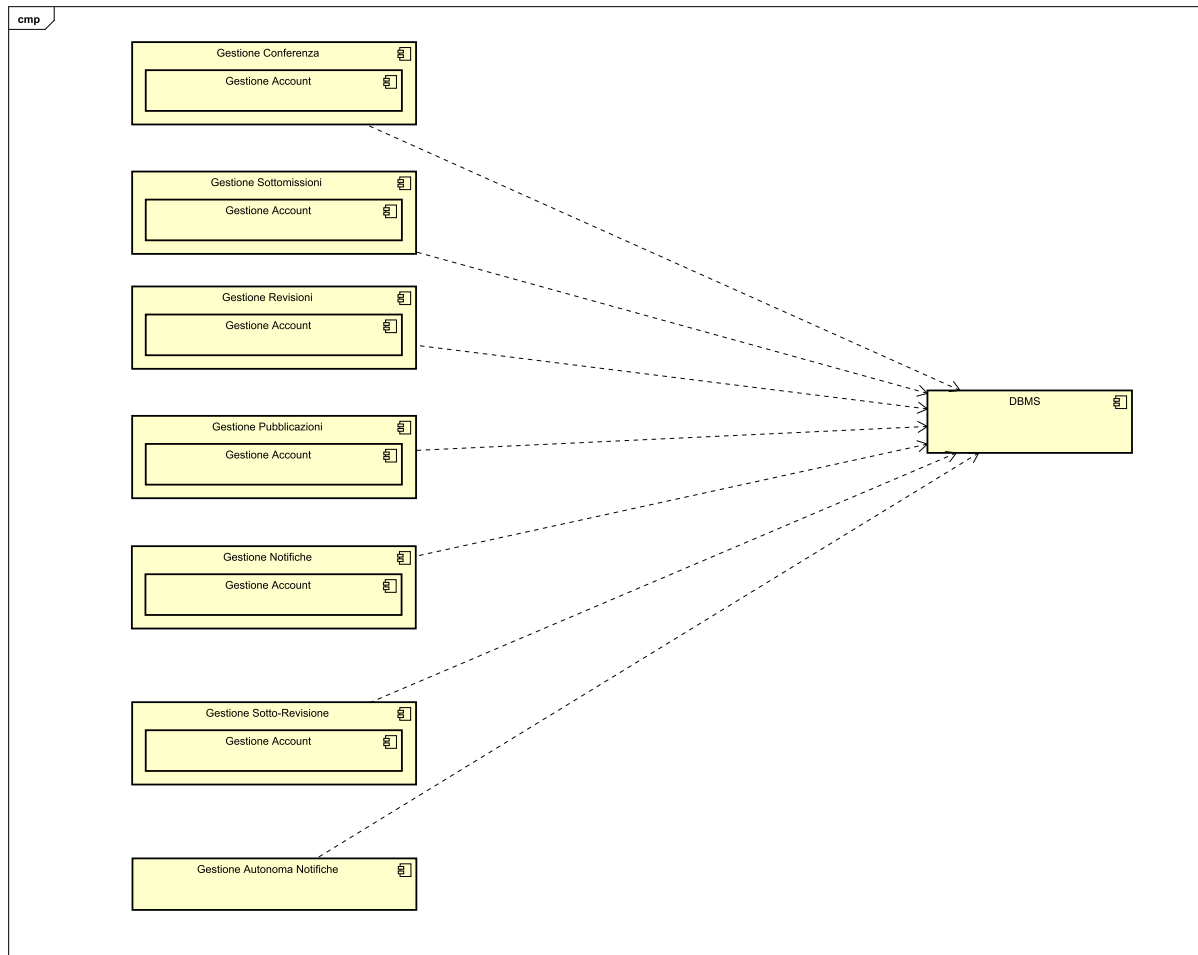 cmp
Gestione Conferenza
Gestione Account
Gestione Sottomissioni
Gestione Account
Gestione Revisioni
Gestione Account
DBMS
Gestione Pubblicazioni
Gestione Account
Gestione Notifiche
Gestione Account
Gestione Sotto-Revisione
Gestione Account
Gestione Autonoma Notifiche